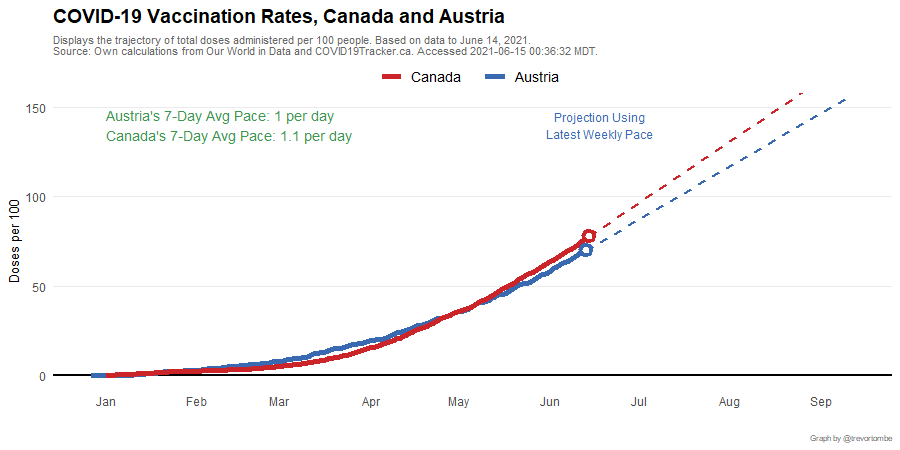 COVID-19 Vaccination Rates, Canada and Austria
Displays the trajectory of total doses administered per 100 people. Based on data to June 14, 2021.
Source: Own calculations from Our World in Data and COVID19Tracker.ca. Accessed 2021-06-15 00:36:32 MDT.
Canada Austria
Austria's 7-Day Avg Pace: 1 per day
Canada's 7-Day Avg Pace: 1.1 per day
Projection Using
Latest Weekly Pace
Doses per 100
150
100
50
0
Jan Feb Mar Apr May Jun Jul Aug Sep
Graph by @trevortombe